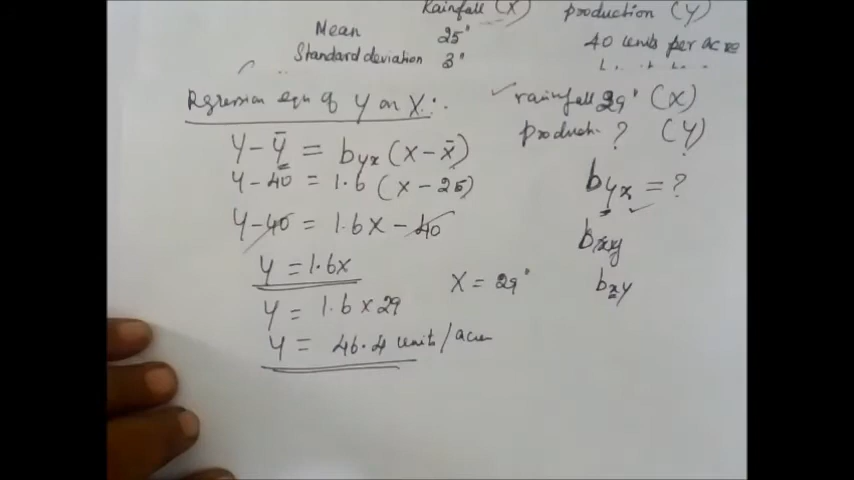 Rainfall (X) production (Y)
Mean 25" 40 units per acre
Standard deviation 3"
Regression eqn of Y on X:.
rainfall 29" (X)
product. ? (Y)
Y - Ȳ = byx (X - X̄)
Y - 40 = 1.6 (X - 25)
byx = ?
Y - 40 = 1.6X - 40
bxy
Y = 1.6X
X = 29"
bxy
Y = 1.6 x 29
Y = 46.4 units / acre